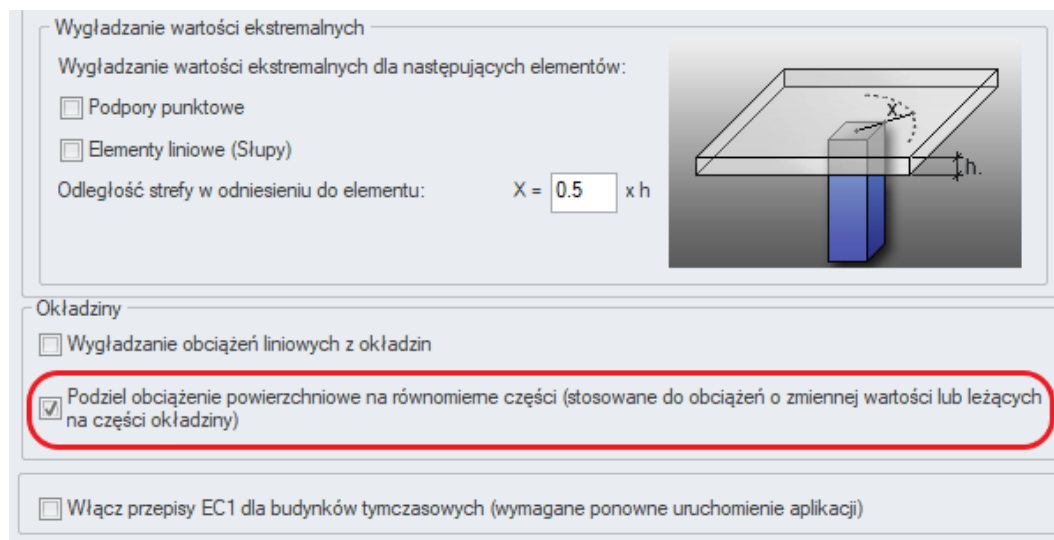 Wygładzanie wartości ekstremalnych
Wygładzanie wartości ekstremalnych dla następujących elementów:
Podpory punktowe
Elementy liniowe (Słupy)
Odległość strefy w odniesieniu do elementu: X = 0.5 x h
X
h.
Okładziny
Wygładzanie obciążeń liniowych z okładzin
Podziel obciążenie powierzchniowe na równomierne części (stosowane do obciążeń o zmiennej wartości lub leżących
na części okładziny)
Włącz przepisy EC1 dla budynków tymczasowych (wymagane ponowne uruchomienie aplikacji)